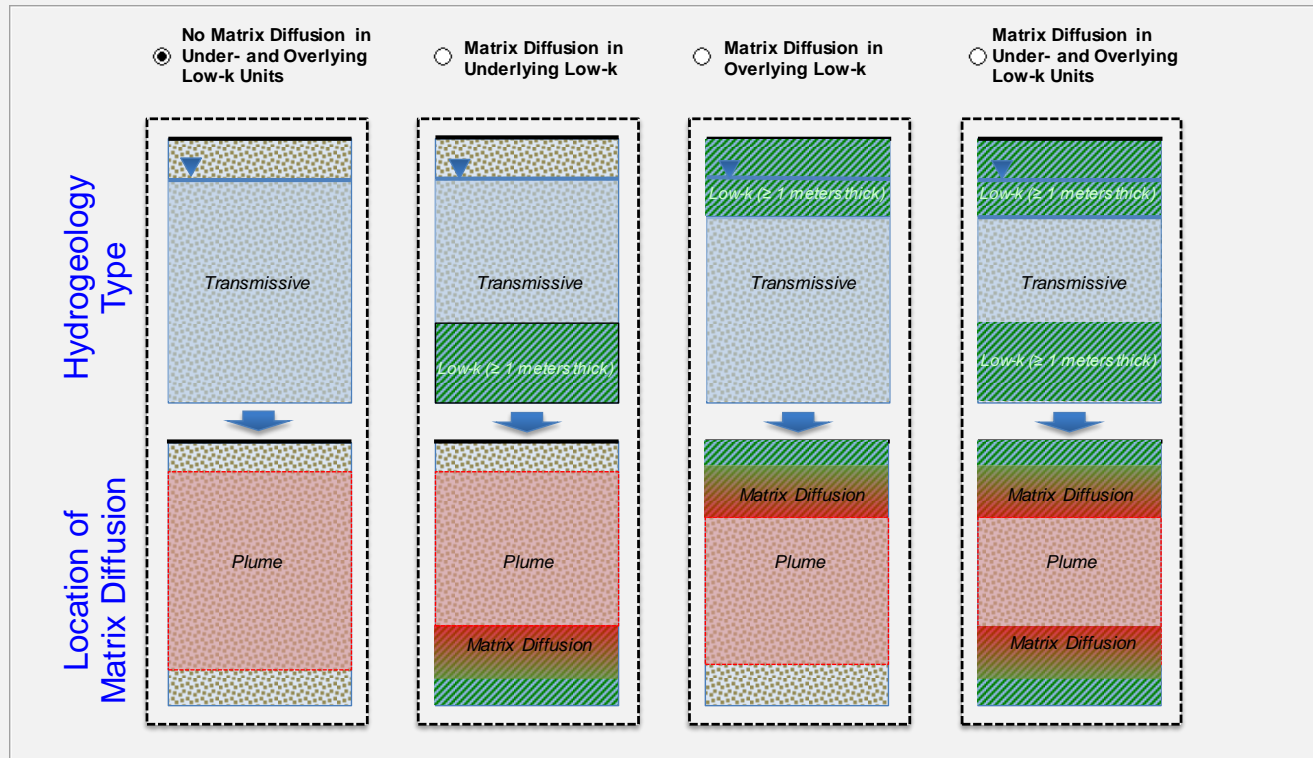 No Matrix Diffusion in
Under- and Overlying
Low-k Units
Matrix Diffusion in
Underlying Low-k
Matrix Diffusion in
Overlying Low-k
Matrix Diffusion in
Under- and Overlying
Low-k Units
Hydrogeology
Type
Transmissive
Transmissive
Low-k (≥ 1 meters thick)
Low-k (≥ 1 meters thick)
Transmissive
Low-k (≥ 1 meters thick)
Transmissive
Low-k (≥ 1 meters thick)
Location of
Matrix Diffusion
Plume
Plume
Matrix Diffusion
Matrix Diffusion
Plume
Matrix Diffusion
Plume
Matrix Diffusion